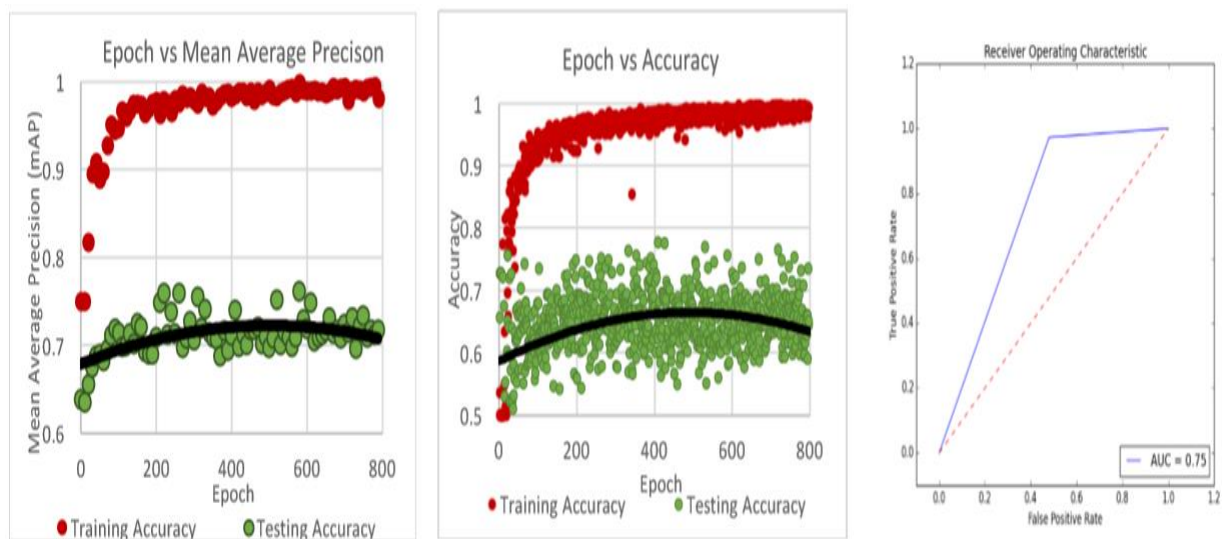 Epoch vs Mean Average Precison
Mean Average Precision (mAP)
1
0.9
0.8
0.7
0.6
0 200 400 600 800
Epoch
Training Accuracy Testing Accuracy
Epoch vs Accuracy
Accuracy
1
0.9
0.8
0.7
0.6
0.5
0 200 400 600 800
Epoch
Training Accuracy Testing Accuracy
Receiver Operating Characteristic
True Positive Rate
1.2
1.0
0.8
0.6
0.4
0.2
0.0
AUC = 0.75
0.0 0.2 0.4 0.6 0.8 1.0 1.2
False Positive Rate